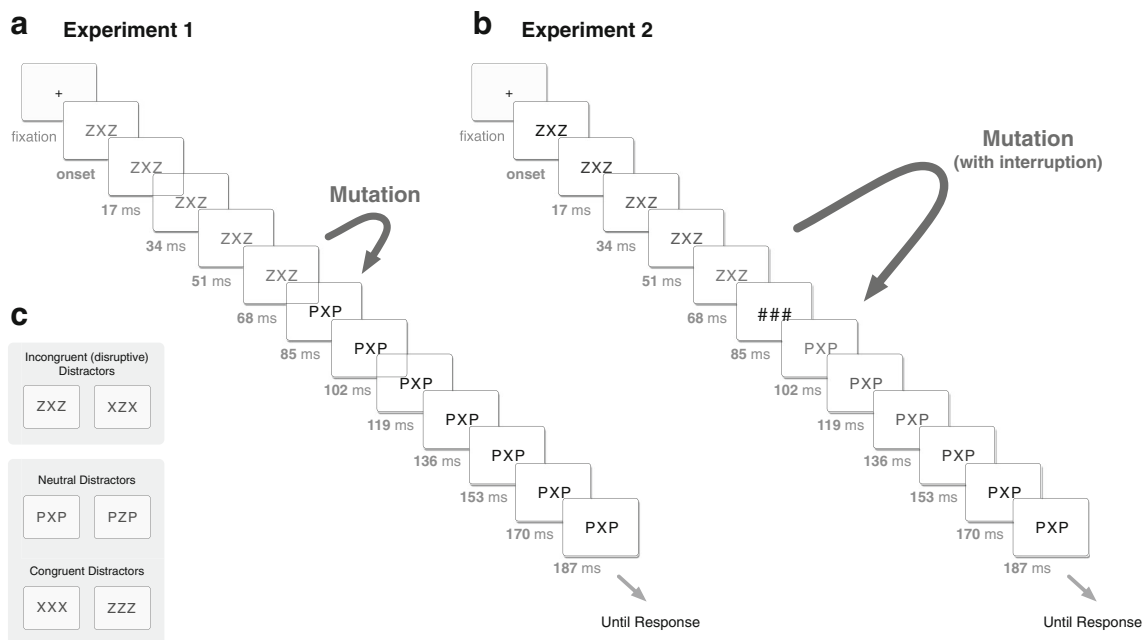 a Experiment 1
+
fixation
ZXZ
onset
ZXZ
17 ms
ZXZ
34 ms
ZXZ
51 ms
ZXZ
68 ms
Mutation
PXP
85 ms
PXP
102 ms
PXP
119 ms
PXP
136 ms
PXP
153 ms
PXP
170 ms
PXP
187 ms
Until Response
b Experiment 2
+
fixation
ZXZ
onset
ZXZ
17 ms
ZXZ
34 ms
ZXZ
51 ms
ZXZ
68 ms
Mutation
(with interruption)
###
85 ms
PXP
102 ms
PXP
119 ms
PXP
136 ms
PXP
153 ms
PXP
170 ms
PXP
187 ms
Until Response
c
Incongruent (disruptive)
Distractors
ZXZ XZX
Neutral Distractors
PXP PZP
Congruent Distractors
XXX ZZZ